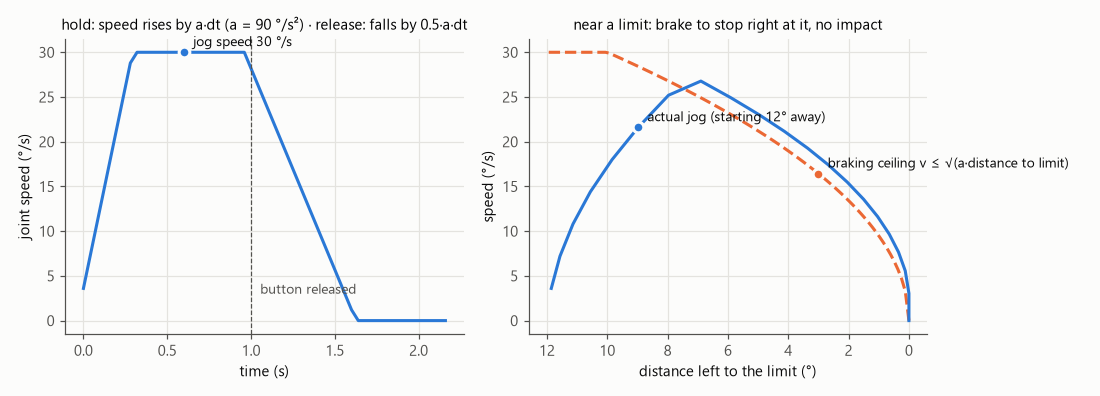 hold: speed rises by a·dt (a = 90 °/s²) · release: falls by 0.5·a·dt
jog speed 30 °/s
button released
joint speed (°/s)
30
25
20
15
10
5
0
0.0 0.5 1.0 1.5 2.0
time (s)
near a limit: brake to stop right at it, no impact
actual jog (starting 12° away)
braking ceiling v ≤ √(a·distance to limit)
speed (°/s)
30
25
20
15
10
5
0
12 10 8 6 4 2 0
distance left to the limit (°)